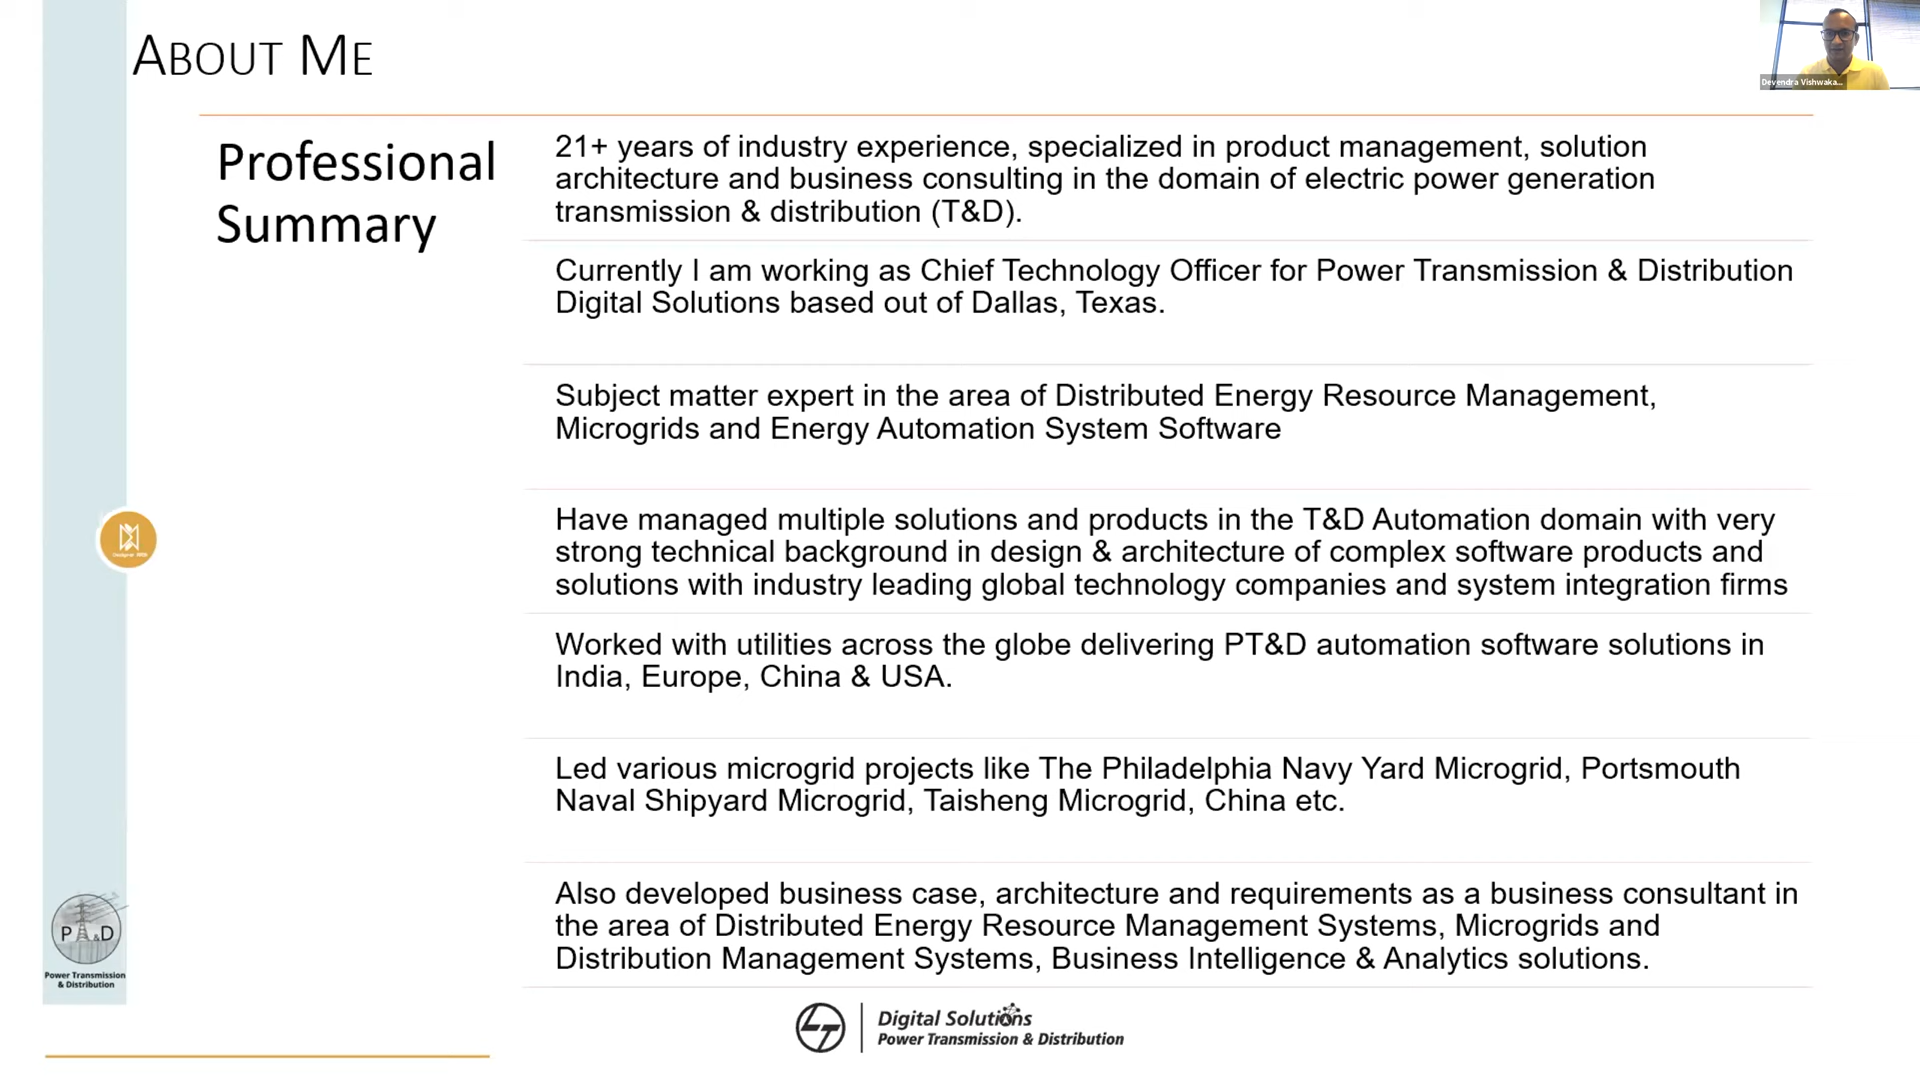 ABOUT ME
Devendra Vishwaka...
Professional
Summary
21+ years of industry experience, specialized in product management, solution
architecture and business consulting in the domain of electric power generation
transmission & distribution (T&D).
Currently I am working as Chief Technology Officer for Power Transmission & Distribution
Digital Solutions based out of Dallas, Texas.
Subject matter expert in the area of Distributed Energy Resource Management,
Microgrids and Energy Automation System Software
Have managed multiple solutions and products in the T&D Automation domain with very
strong technical background in design & architecture of complex software products and
solutions with industry leading global technology companies and system integration firms
Worked with utilities across the globe delivering PT&D automation software solutions in
India, Europe, China & USA.
Led various microgrid projects like The Philadelphia Navy Yard Microgrid, Portsmouth
Naval Shipyard Microgrid, Taisheng Microgrid, China etc.
Also developed business case, architecture and requirements as a business consultant in
the area of Distributed Energy Resource Management Systems, Microgrids and
Distribution Management Systems, Business Intelligence & Analytics solutions.
Power Transmission
& Distribution
Digital Solutions
Power Transmission & Distribution